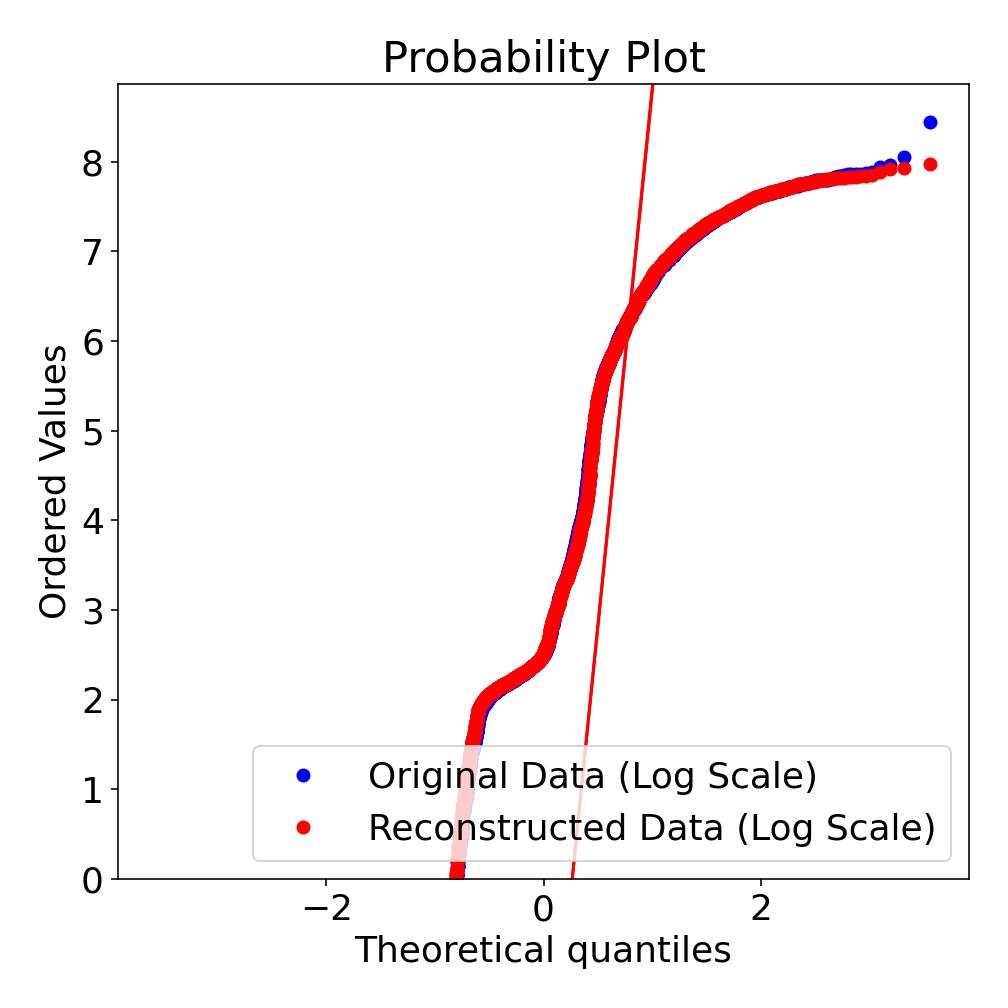 Probability Plot
Ordered Values
8
7
6
5
4
3
2
1
0
Original Data (Log Scale)
Reconstructed Data (Log Scale)
−2 0 2
Theoretical quantiles